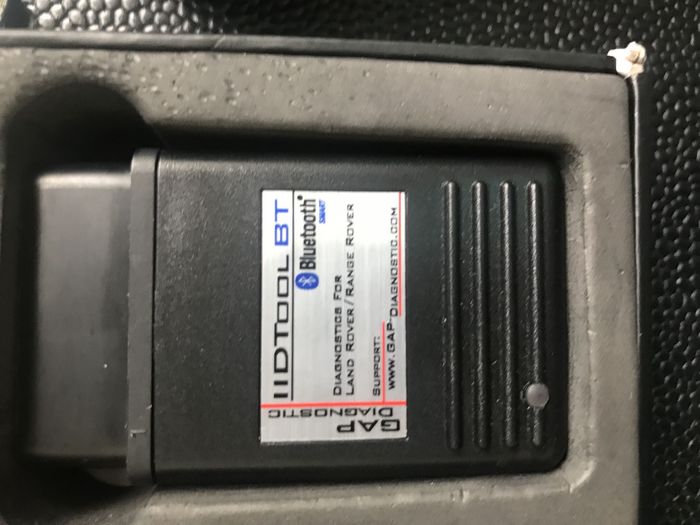 IIDTOOL BT
Bluetooth®
SMART
DIAGNOSTICS FOR
LAND ROVER/RANGE ROVER
SUPPORT:
WWW.GAP-DIAGNOSTIC.COM
GAP
DIAGNOSTIC